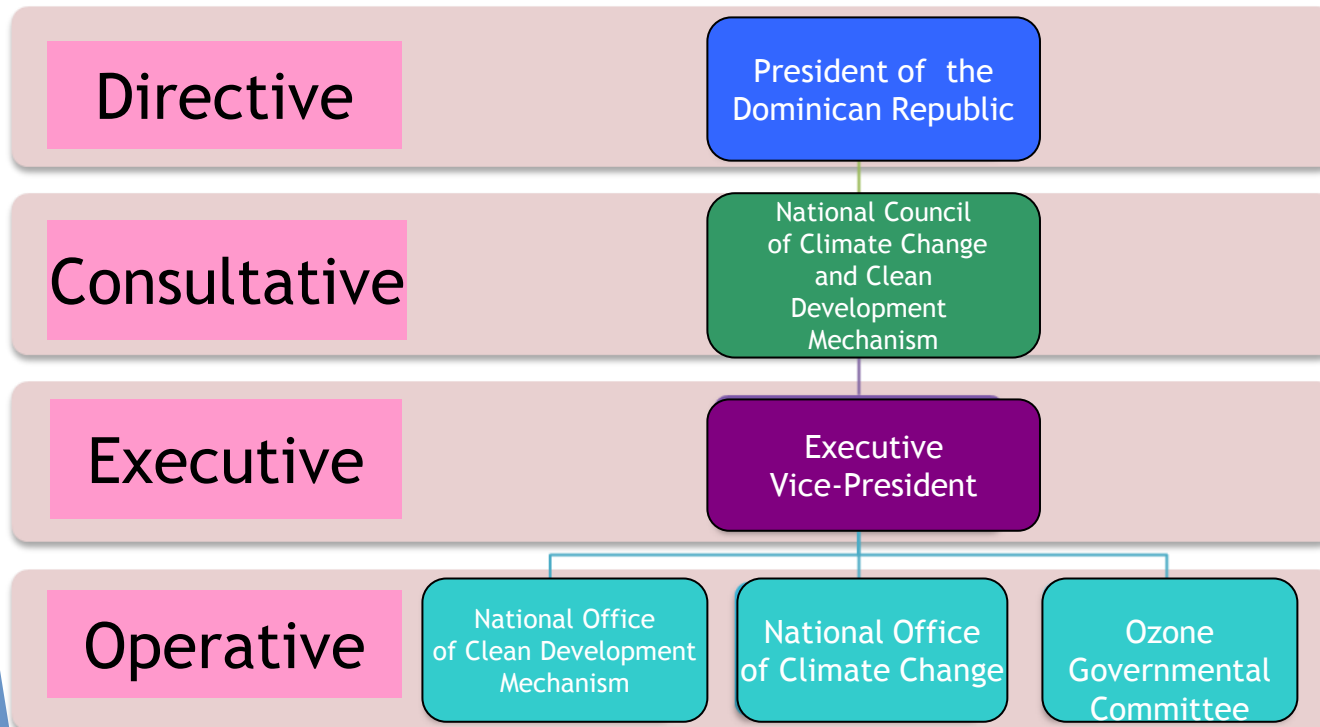 Directive
President of the
Dominican Republic
Consultative
National Council
of Climate Change
and Clean
Development
Mechanism
Executive
Executive
Vice-President
Operative
National Office
of Clean Development
Mechanism
National Office
of Climate Change
Ozone
Governmental
Committee